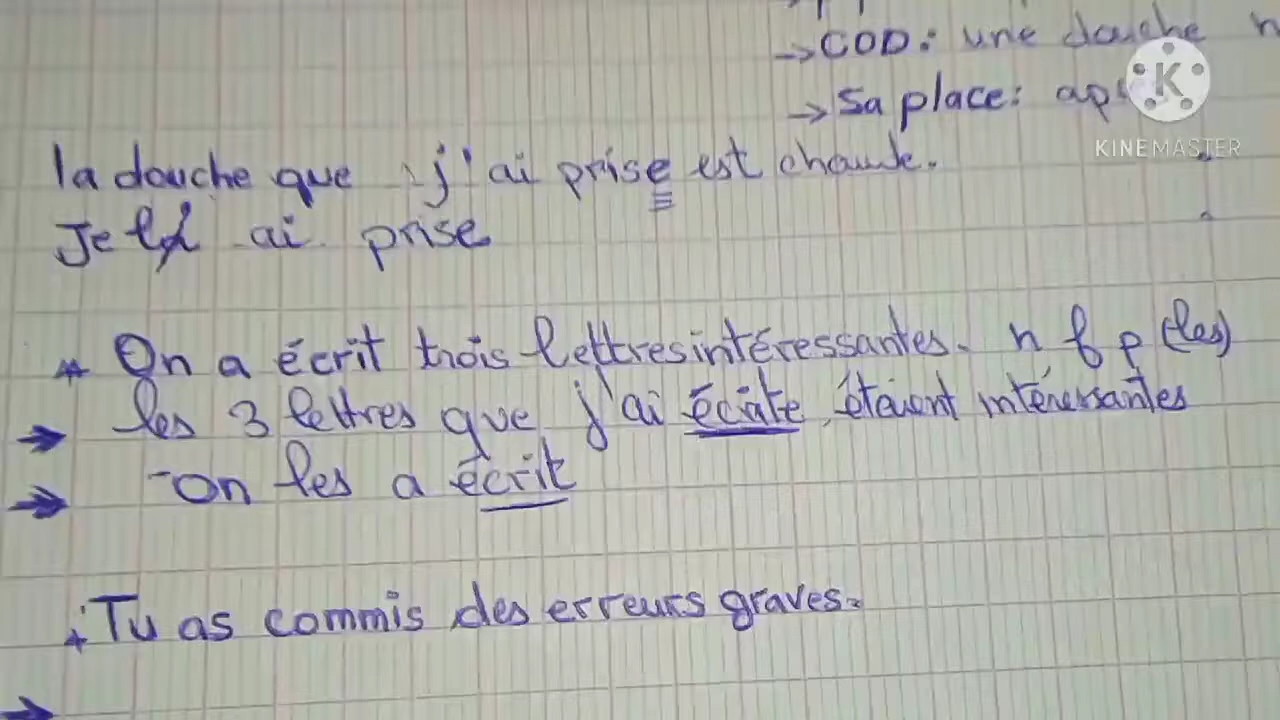 → COD: une douche n
→ Sa place:
K
KINEMASTER
la douche que j'ai prise est chaude.
Je l' ai prise
* On a écrit trois lettres intéressantes. n f p (les)
→ les 3 lettres que j'ai écrite, étaient intéressantes
→ -On les a écrit
+ Tu as commis des erreurs graves.
→